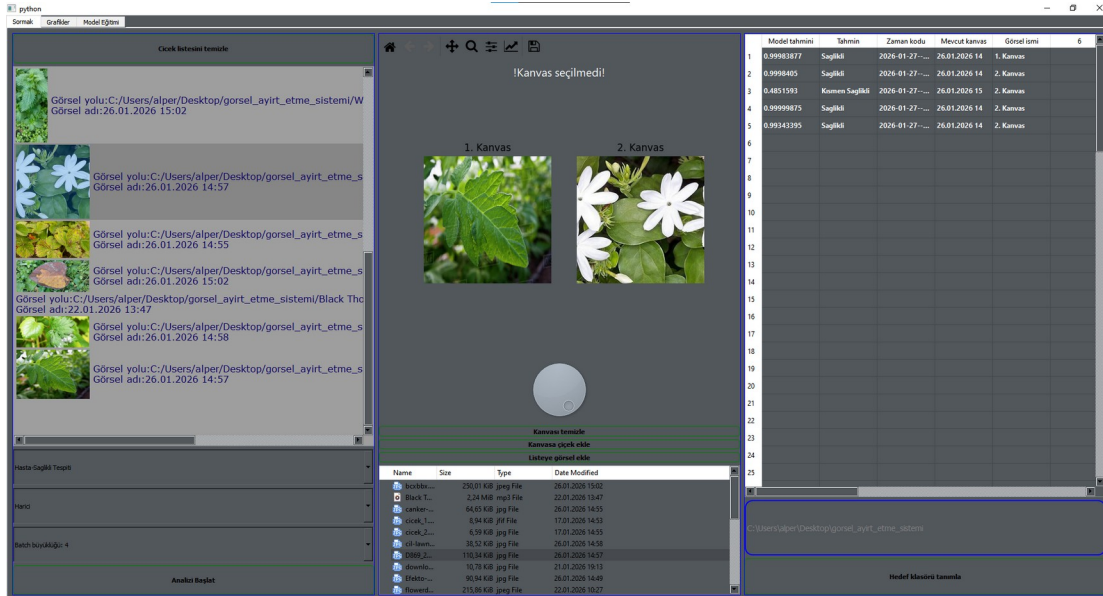 python
Sormak Grafikler Model Eğitimi
Cicek listesini temizle
Görsel yolu:C:/Users/alper/Desktop/gorsel_ayirt_etme_sistemi/W
Görsel adı:26.01.2026 15:02
Görsel yolu:C:/Users/alper/Desktop/gorsel_ayirt_etme_s
Görsel adı:26.01.2026 14:57
Görsel yolu:C:/Users/alper/Desktop/gorsel_ayirt_etme_s
Görsel adı:26.01.2026 14:55
Görsel yolu:C:/Users/alper/Desktop/gorsel_ayirt_etme_s
Görsel adı:26.01.2026 15:02
Görsel yolu:C:/Users/alper/Desktop/gorsel_ayirt_etme_sistemi/Black Tho
Görsel adı:22.01.2026 13:47
Görsel yolu:C:/Users/alper/Desktop/gorsel_ayirt_etme_s
Görsel adı:26.01.2026 14:58
Görsel yolu:C:/Users/alper/Desktop/gorsel_ayirt_etme_s
Görsel adı:26.01.2026 14:57
Hasta-Saglikli Tespiti
Harici
Batch büyüklüğü: 4
Analizi Başlat
!Kanvas seçilmedi!
1. Kanvas 2. Kanvas
Kanvası temizle
Kanvasa çiçek ekle
Listeye görsel ekle
Name Size Type Date Modified
bcxbbx.... 250,01 KiB jpeg File 26.01.2026 15:02
Black T... 2,24 MiB mp3 File 22.01.2026 13:47
canker-... 64,65 KiB jpg File 26.01.2026 14:55
cicek_1.... 8,94 KiB jfif File 17.01.2026 14:53
cicek_2.... 6,59 KiB jpg File 17.01.2026 14:55
cil-lawn... 38,52 KiB jpg File 26.01.2026 14:58
D869_2... 110,34 KiB jpg File 26.01.2026 14:57
downlo... 10,78 KiB jpg File 21.01.2026 19:13
Efekto-... 90,94 KiB jpg File 26.01.2026 14:49
flowerd... 215,86 KiB jpg File 22.01.2026 10:27
Model tahmini Tahmin Zaman kodu Mevcut kanvas Görsel ismi 6
1 0.99983877 Saglikli 2026-01-27--... 26.01.2026 14 1. Kanvas
2 0.9998405 Saglikli 2026-01-27--... 26.01.2026 14 2. Kanvas
3 0.4851593 Kısmen Saglikli 2026-01-27--... 26.01.2026 15 2. Kanvas
4 0.99999875 Saglikli 2026-01-27--... 26.01.2026 14 2. Kanvas
5 0.99343395 Saglikli 2026-01-27--... 26.01.2026 14 2. Kanvas
6
7
8
9
10
11
12
13
14
15
16
17
18
19
20
21
22
23
24
25
C:\Users\alper\Desktop\gorsel_ayirt_etme_sistemi
Hedef klasörü tanımla